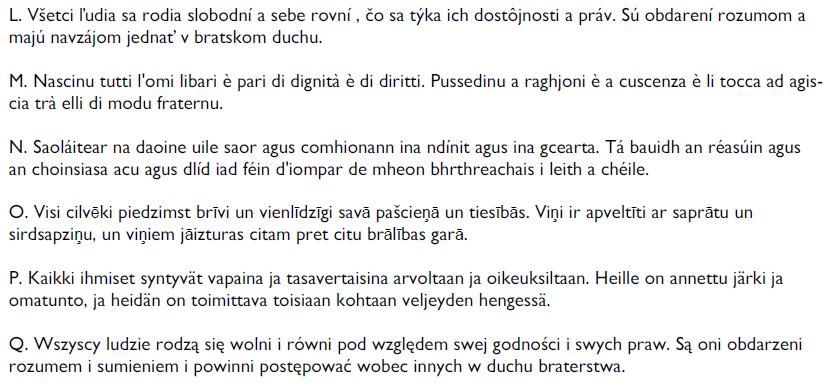 L. Všetci ľudia sa rodia slobodní a sebe rovní , čo sa týka ich dostôjnosti a práv. Sú obdarení rozumom a
majú navzájom jednať v bratskom duchu.
M. Nascinu tutti l'omi libari è pari di dignità è di diritti. Pussedinu a raghjoni è a cuscenza è li tocca ad agis-
cia trà elli di modu fraternu.
N. Saoláitear na daoine uile saor agus comhionann ina ndínit agus ina gcearta. Tá bauidh an réasúin agus
an choinsiasa acu agus dlíd iad féin d'iompar de mheon bhrthreachais i leith a chéile.
O. Visi cilvēki piedzimst brīvi un vienlīdzīgi savā pašcieņā un tiesībās. Viņi ir apveltīti ar saprātu un
sirdsapziņu, un viņiem jāizturas citam pret citu brālības garā.
P. Kaikki ihmiset syntyvät vapaina ja tasavertaisina arvoltaan ja oikeuksiltaan. Heille on annettu järki ja
omatunto, ja heidän on toimittava toisiaan kohtaan veljeyden hengessä.
Q. Wszyscy ludzie rodzą się wolni i równi pod względem swej godności i swych praw. Są oni obdarzeni
rozumem i sumieniem i powinni postępować wobec innych w duchu braterstwa.